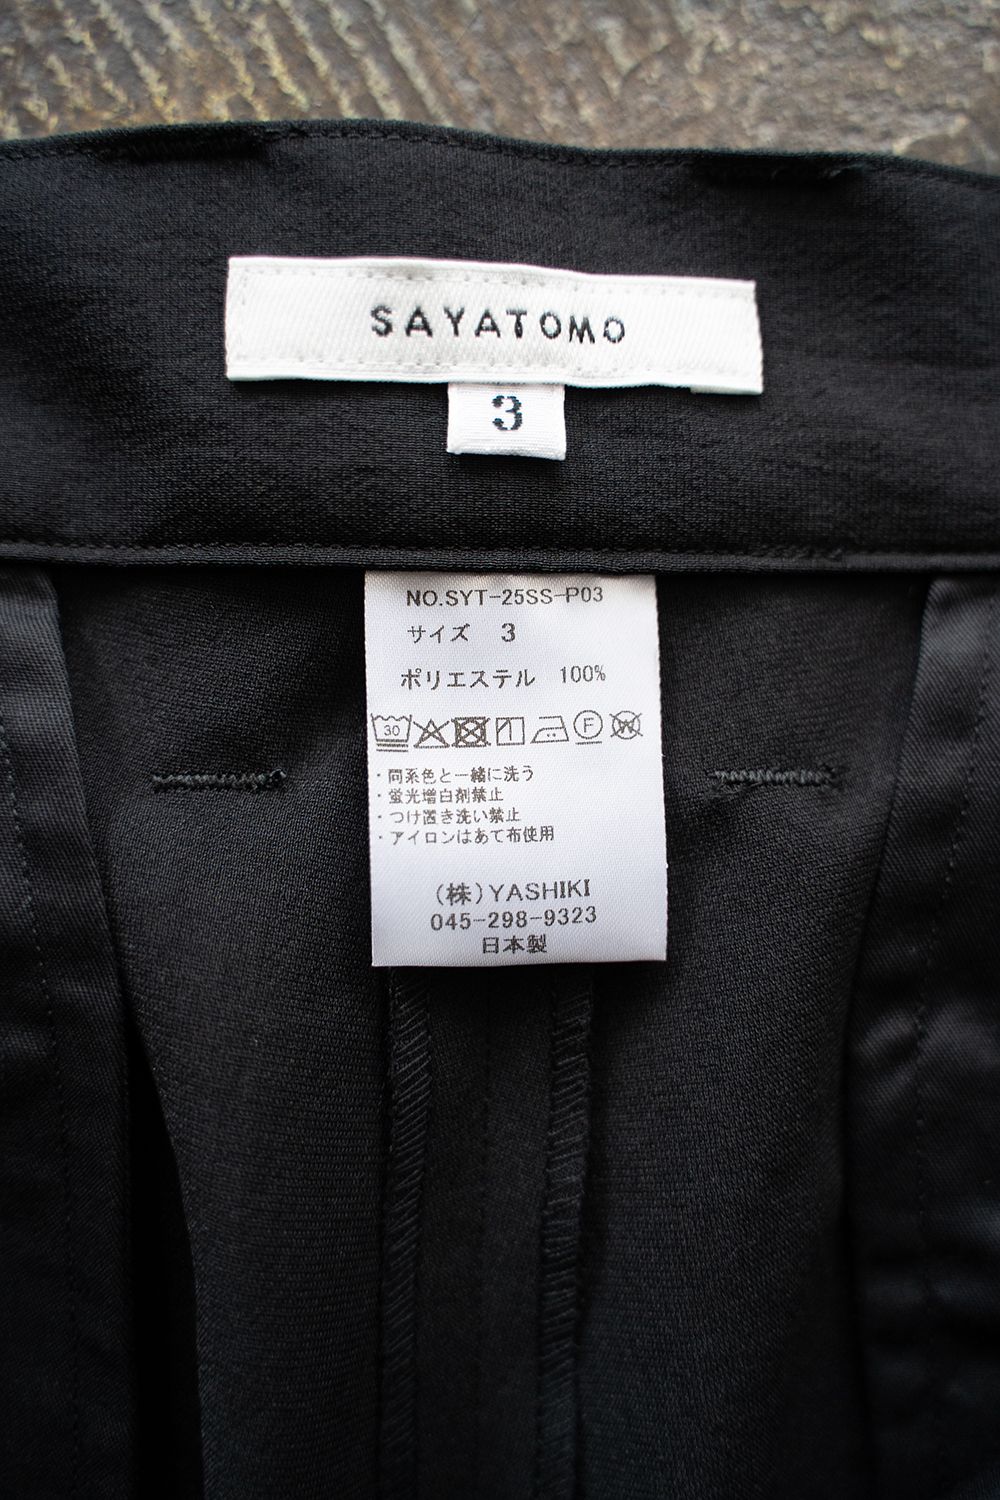 SAYATOMO
3
NO.SYT-25SS-P03
サイズ 3
ポリエステル 100%
30 F W
・同系色と一緒に洗う
・蛍光増白剤禁止
・つけ置き洗い禁止
・アイロンはあて布使用
(株)YASHIKI
045-298-9323
日本製